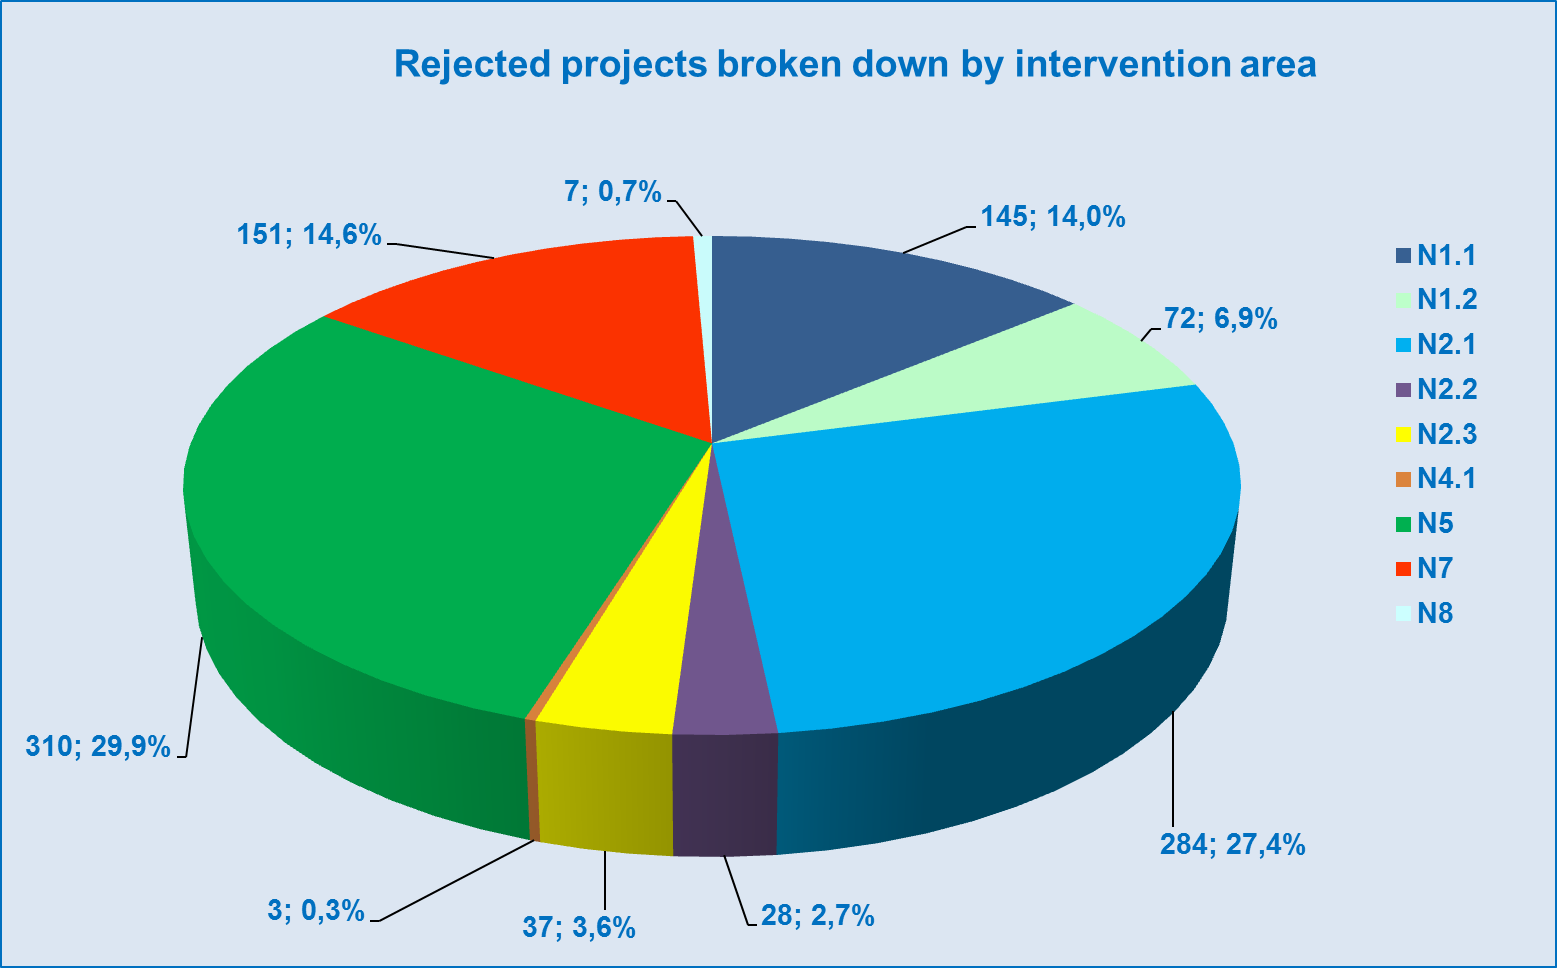 Rejected projects broken down by intervention area
7; 0,7%
145; 14,0%
151; 14,6%
72; 6,9%
310; 29,9%
284; 27,4%
3; 0,3%
37; 3,6%
28; 2,7%
N1.1
N1.2
N2.1
N2.2
N2.3
N4.1
N5
N7
N8